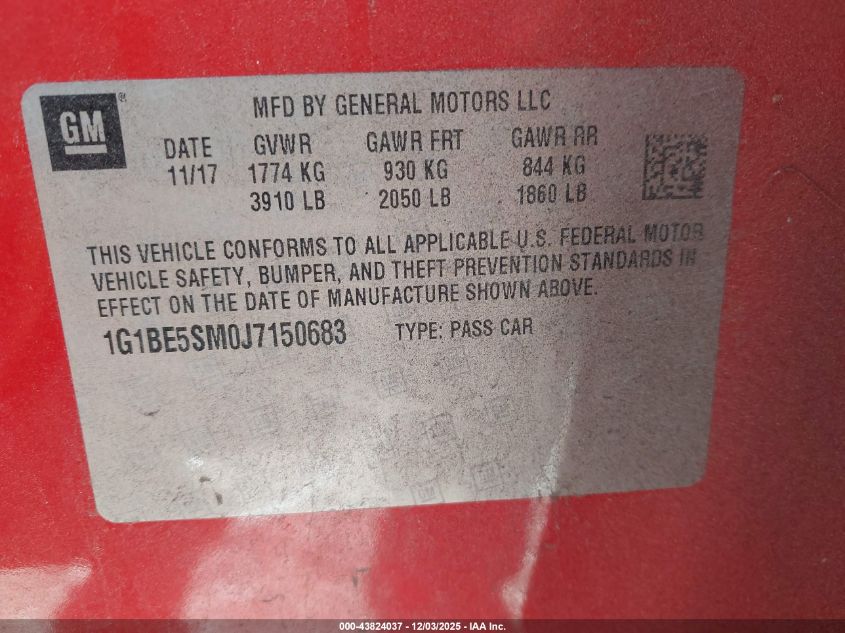 GM®
MFD BY GENERAL MOTORS LLC
DATE GVWR GAWR FRT GAWR RR
11/17 1774 KG 930 KG 844 KG
3910 LB 2050 LB 1860 LB
THIS VEHICLE CONFORMS TO ALL APPLICABLE U.S. FEDERAL MOTOR
VEHICLE SAFETY, BUMPER, AND THEFT PREVENTION STANDARDS IN
EFFECT ON THE DATE OF MANUFACTURE SHOWN ABOVE.
1G1BE5SM0J7150683 TYPE: PASS CAR
000-43824037 - 12/03/2025 - IAA Inc.